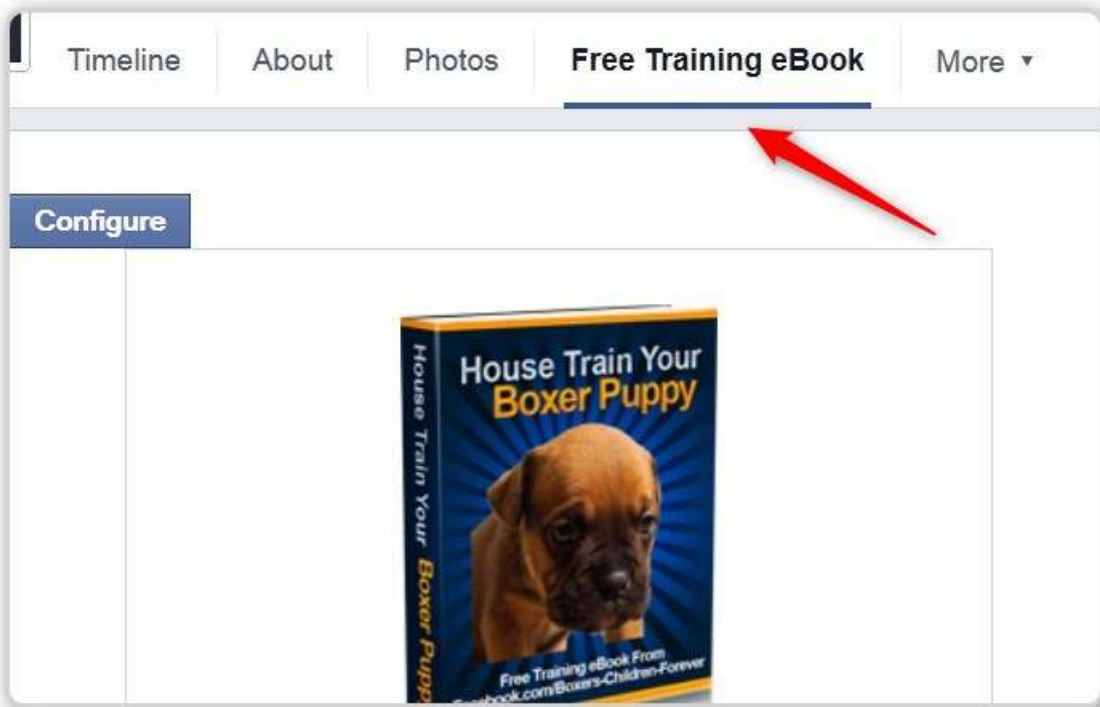 Timeline About Photos Free Training eBook More ▾
Configure
House Train Your Boxer Pupp
House Train Your
Boxer Puppy
Free Training eBook From
Facebook.com/Boxers-Children-Forever